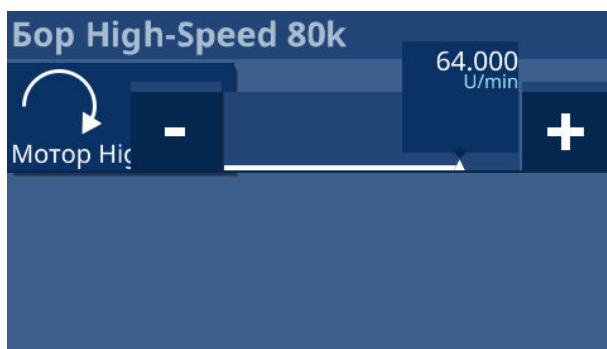 Бор High-Speed 80k
64.000
U/min
-
+
Мотор Hig